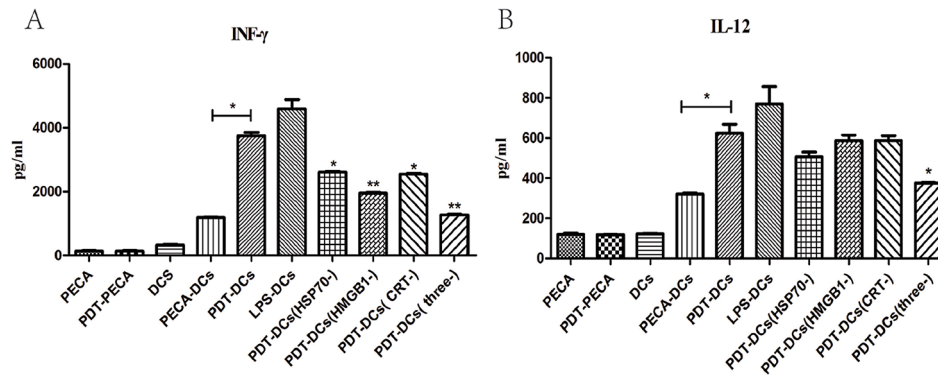 A
INF-γ
6000
4000
2000
0
pg/ml
*
*
**
*
**
PECA
PDT-PECA
DCS
PECA-DCs
PDT-DCs
LPS-DCs
PDT-DCs(HSP70-)
PDT-DCs(HMGB1-)
PDT-DCs( CRT-)
PDT-DCs( three-)
B
IL-12
1000
800
600
400
200
0
pg/ml
*
*
PECA
PDT-PECA
DCs
PECA-DCs
PDT-DCs
LPS-DCs
PDT-DCs(HSP70-)
PDT-DCs(HMGB1-)
PDT-DCs(CRT-)
PDT-DCs(three-)